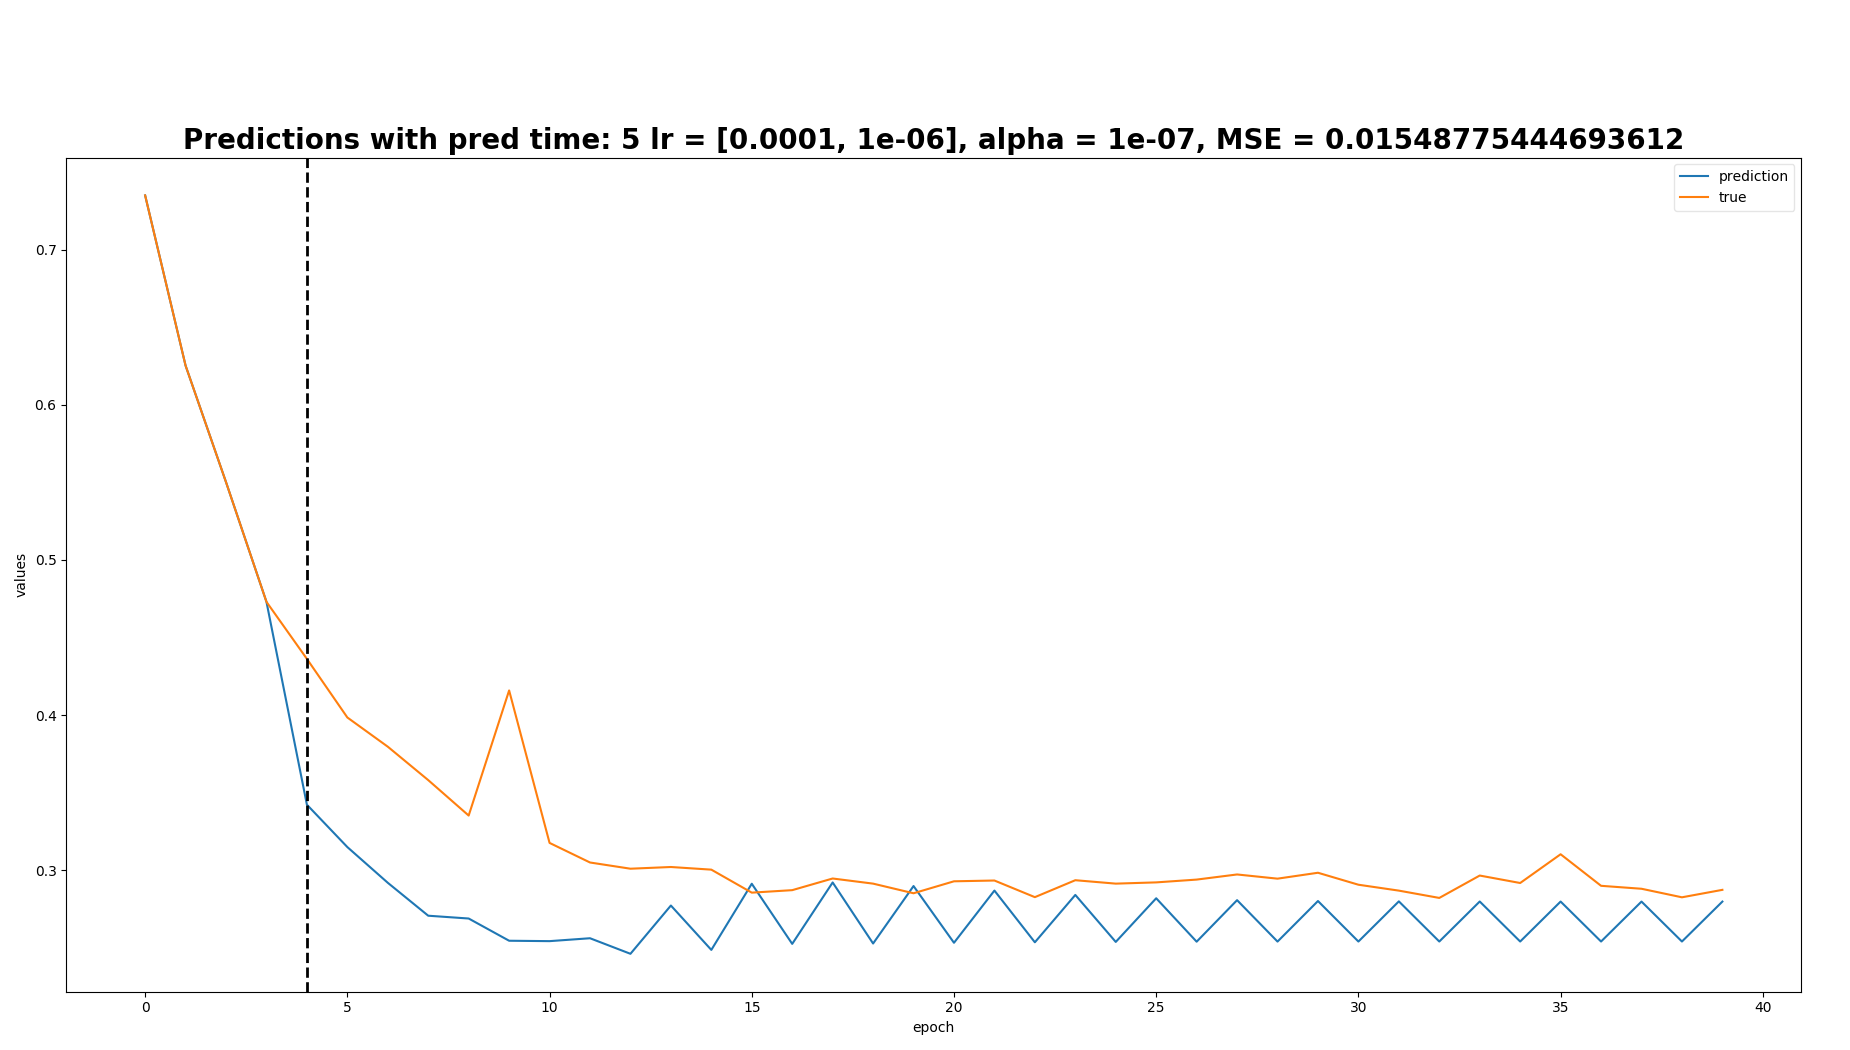 Predictions with pred time: 5 lr = [0.0001, 1e-06], alpha = 1e-07, MSE = 0.01548775444693612
prediction
true
0.7
0.6
0.5
0.4
0.3
values
0 5 10 15 20 25 30 35 40
epoch